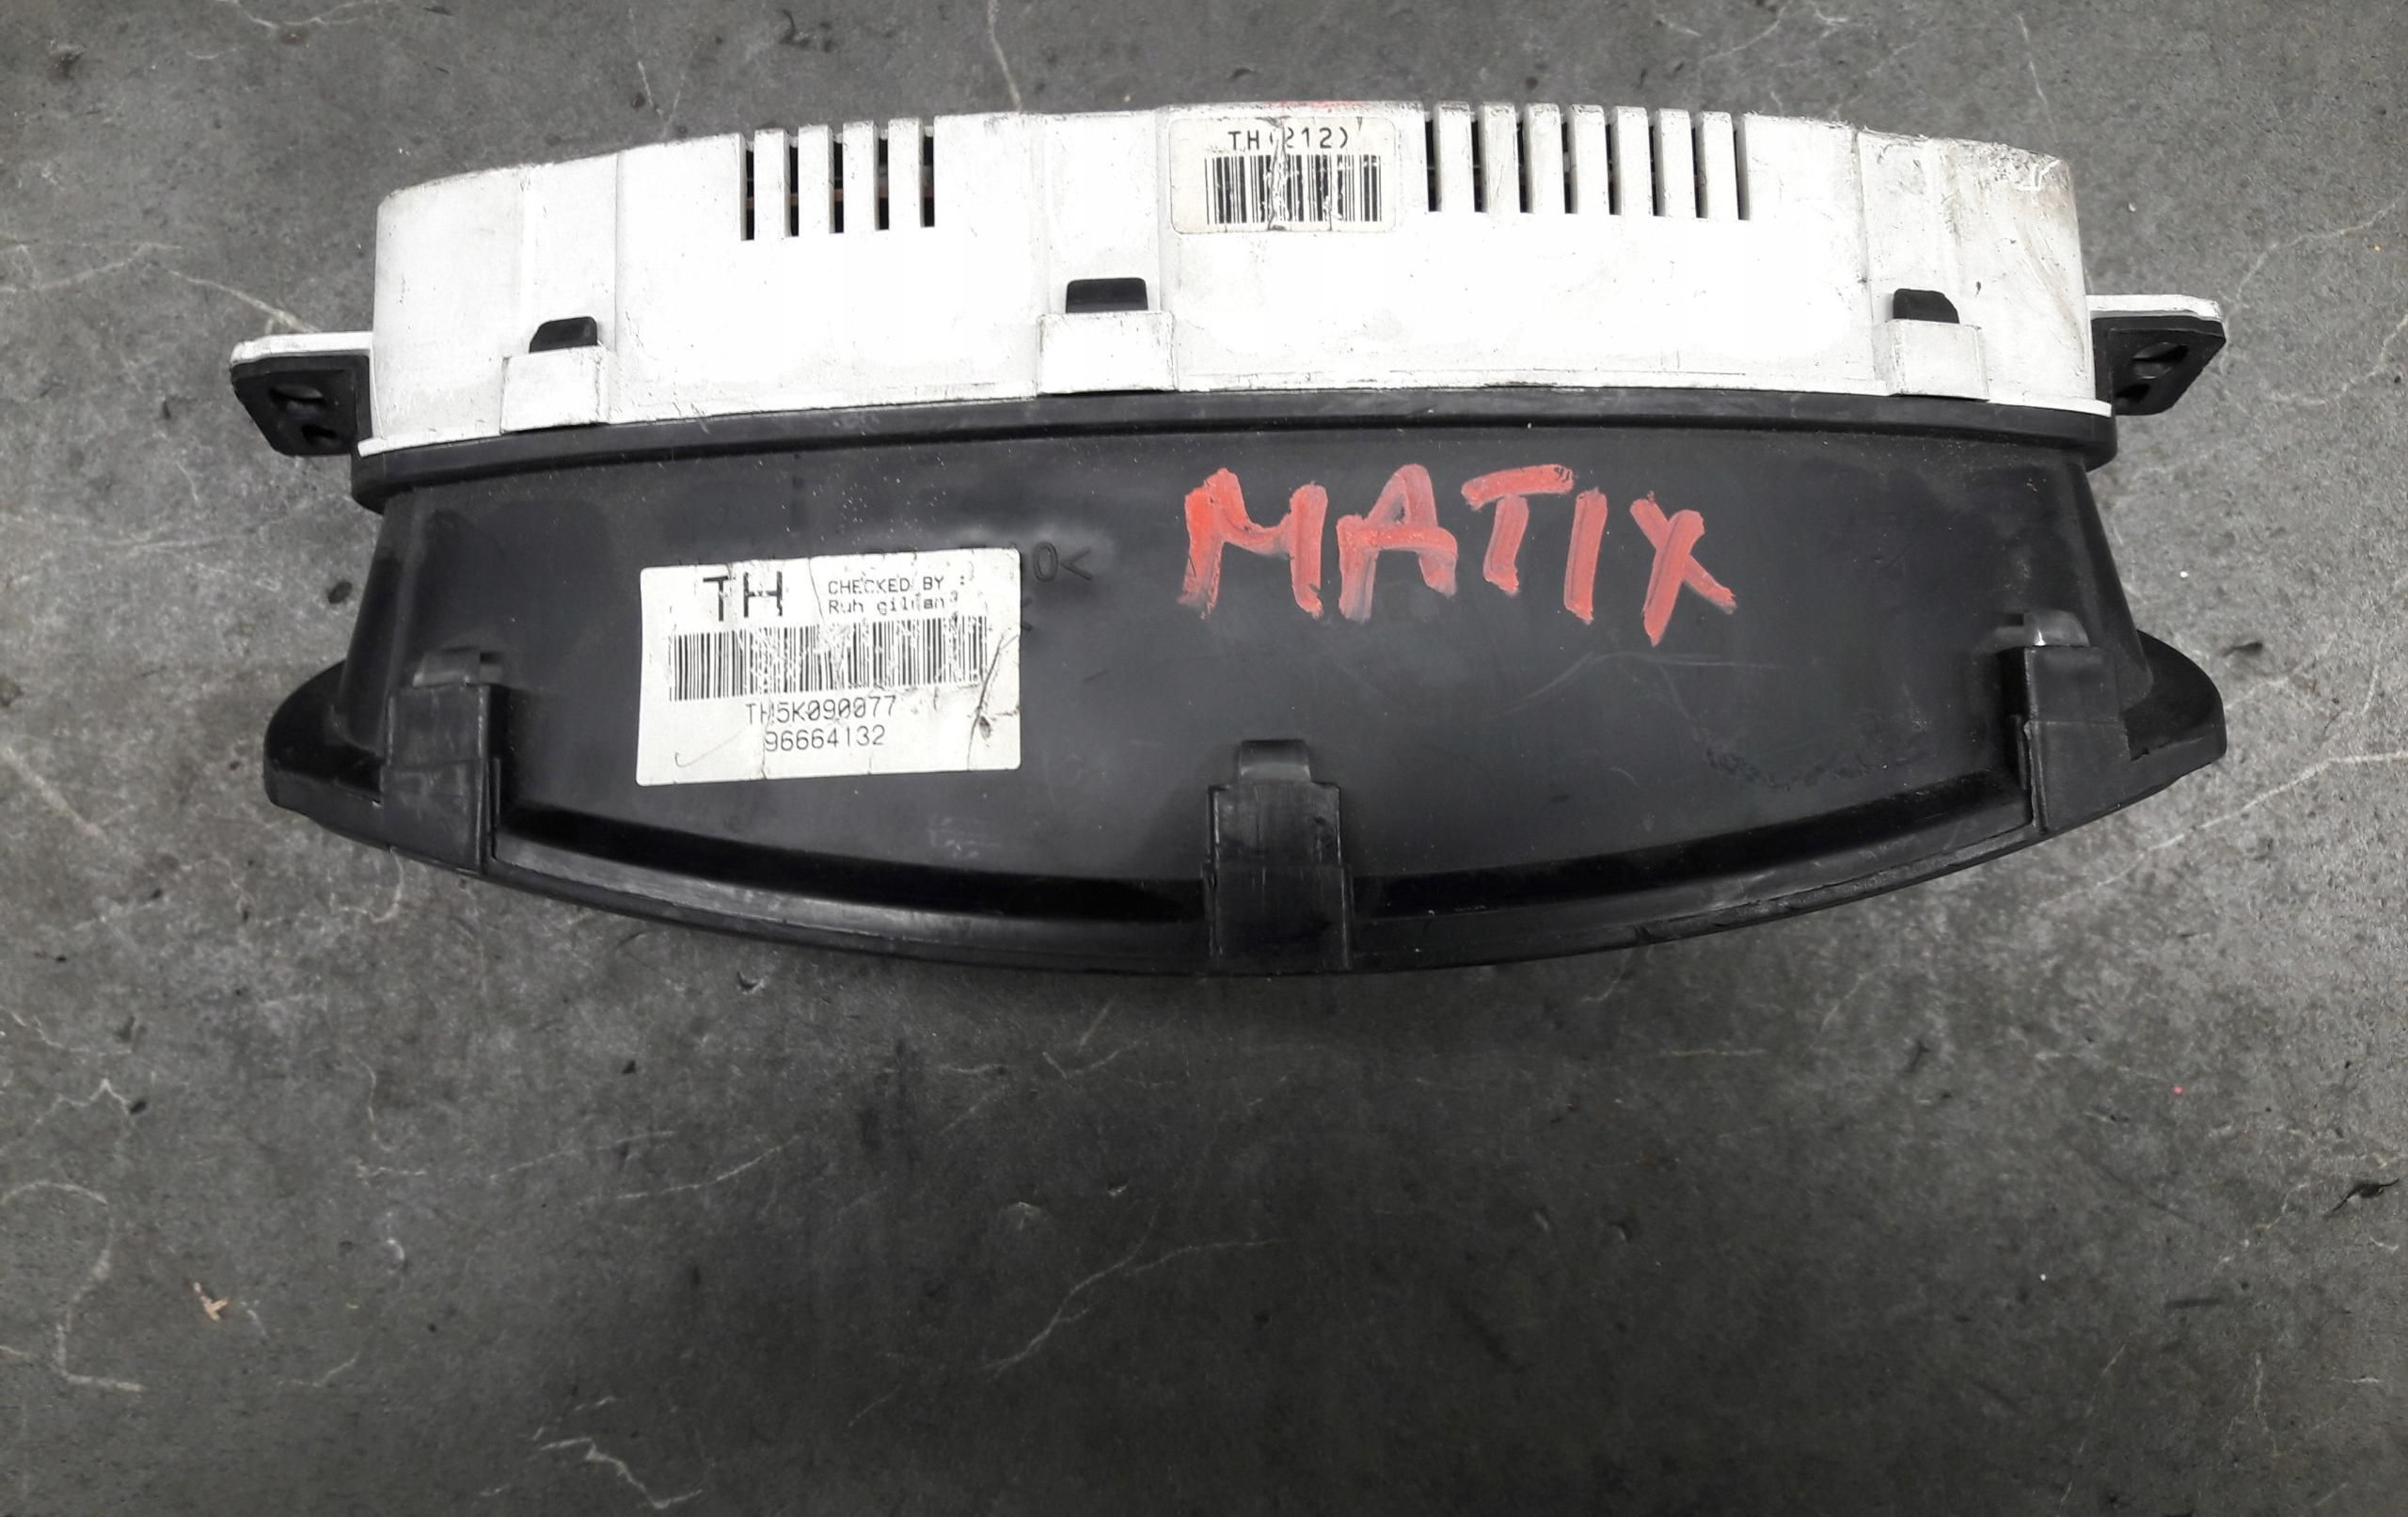 TH(212)
MATIX
TH
CHECKED BY :
TH5K090077
96664132